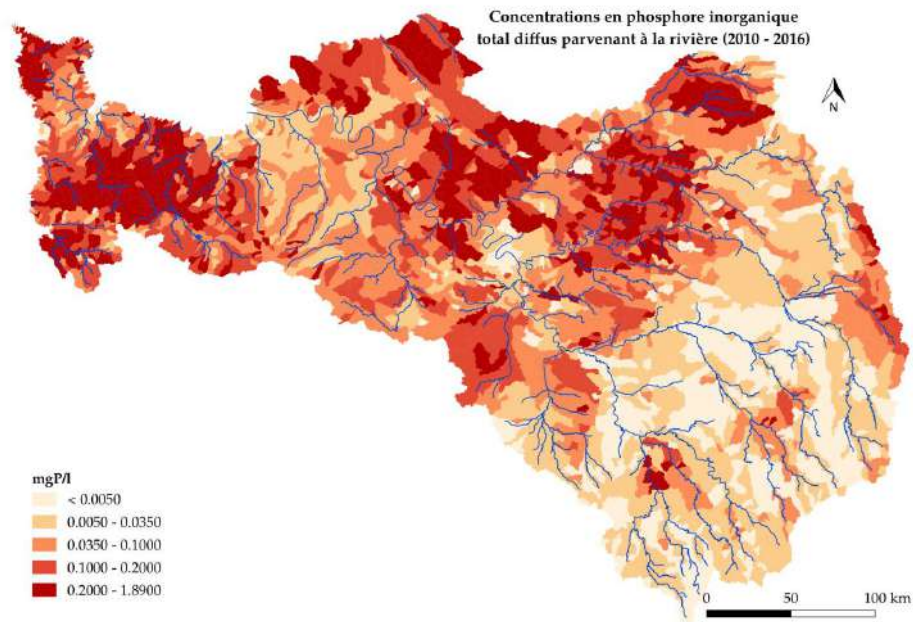 Concentrations en phosphore inorganique
total diffus parvenant à la rivière (2010 - 2016)
N
mgP/l
< 0.0050
0.0050 - 0.0350
0.0350 - 0.1000
0.1000 - 0.2000
0.2000 - 1.8900
0 50 100 km